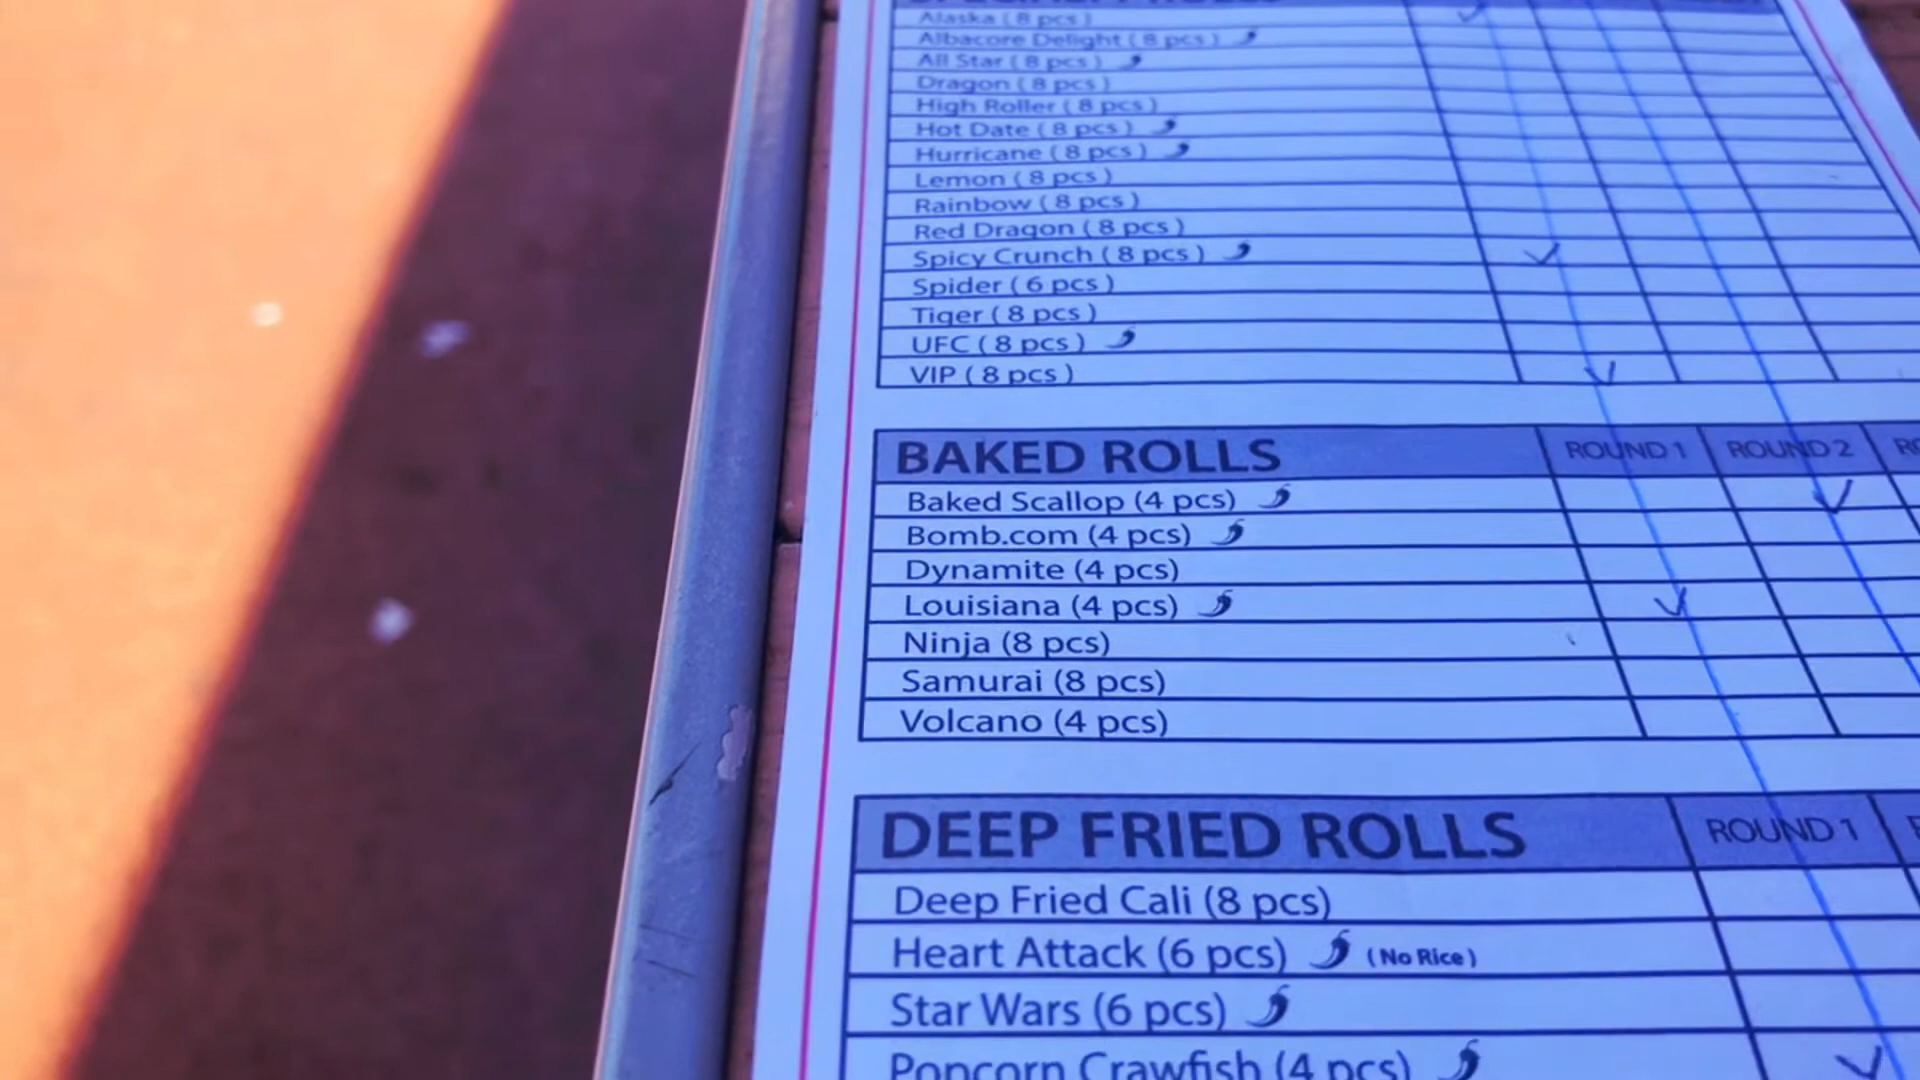 SPECIALTY ROLLS
Alaska ( 8 pcs )
Albacore Delight ( 8 pcs )
All Star ( 8 pcs )
Dragon ( 8 pcs )
High Roller ( 8 pcs )
Hot Date ( 8 pcs )
Hurricane ( 8 pcs )
Lemon ( 8 pcs )
Rainbow ( 8 pcs )
Red Dragon ( 8 pcs )
Spicy Crunch ( 8 pcs )
Spider ( 6 pcs )
Tiger ( 8 pcs )
UFC ( 8 pcs )
VIP ( 8 pcs )
BAKED ROLLS ROUND 1 ROUND 2
Baked Scallop (4 pcs)
Bomb.com (4 pcs)
Dynamite (4 pcs)
Louisiana (4 pcs)
Ninja (8 pcs)
Samurai (8 pcs)
Volcano (4 pcs)
DEEP FRIED ROLLS ROUND 1
Deep Fried Cali (8 pcs)
Heart Attack (6 pcs) (No Rice)
Star Wars (6 pcs)
Popcorn Crawfish (4 pcs)